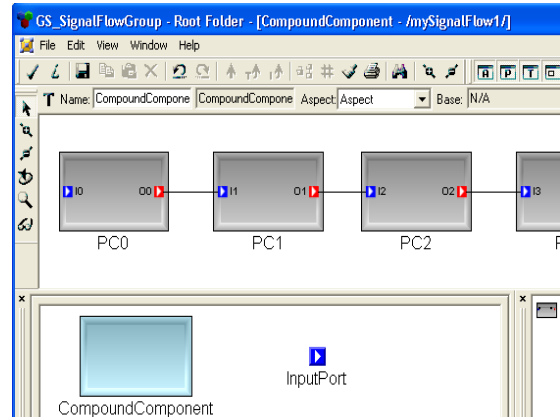 GS_SignalFlowGroup - Root Folder - [CompoundComponent - /mySignalFlow1/]
File Edit View Window Help
A P T
Name: CompoundCompone CompoundCompone Aspect: Aspect Base: N/A
I0 O0 I1 O1 I2 O2 I3
PC0 PC1 PC2
InputPort
CompoundComponent